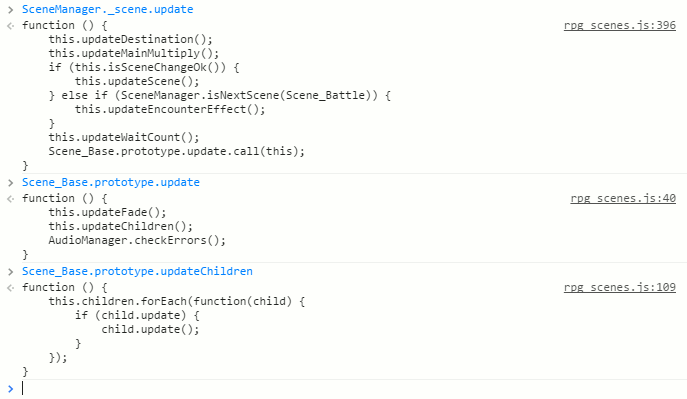 SceneManager._scene.update
function () { rpg_scenes.js:396
    this.updateDestination();
    this.updateMainMultiply();
    if (this.isSceneChangeOk()) {
        this.updateScene();
    } else if (SceneManager.isNextScene(Scene_Battle)) {
        this.updateEncounterEffect();
    }
    this.updateWaitCount();
    Scene_Base.prototype.update.call(this);
}
Scene_Base.prototype.update
function () { rpg_scenes.js:40
    this.updateFade();
    this.updateChildren();
    AudioManager.checkErrors();
}
Scene_Base.prototype.updateChildren
function () { rpg_scenes.js:109
    this.children.forEach(function(child) {
        if (child.update) {
            child.update();
        }
    });
}